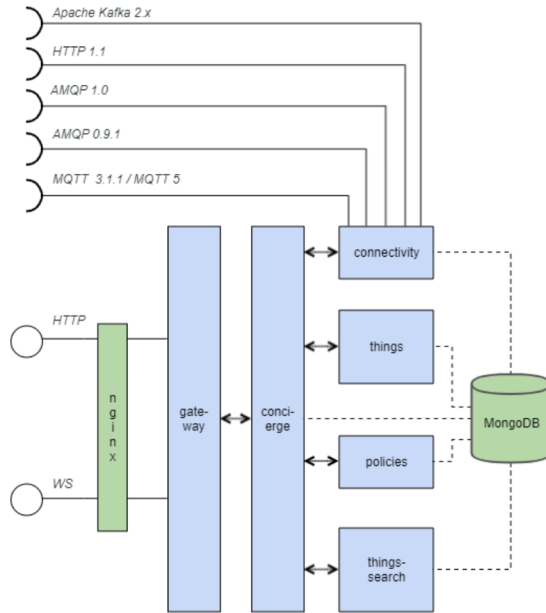 Apache Kafka 2.x
HTTP 1.1
AMQP 1.0
AMQP 0.9.1
MQTT 3.1.1 / MQTT 5
connectivity
HTTP
things
nginx
gate-
way
conci-
erge
MongoDB
policies
WS
things-
search